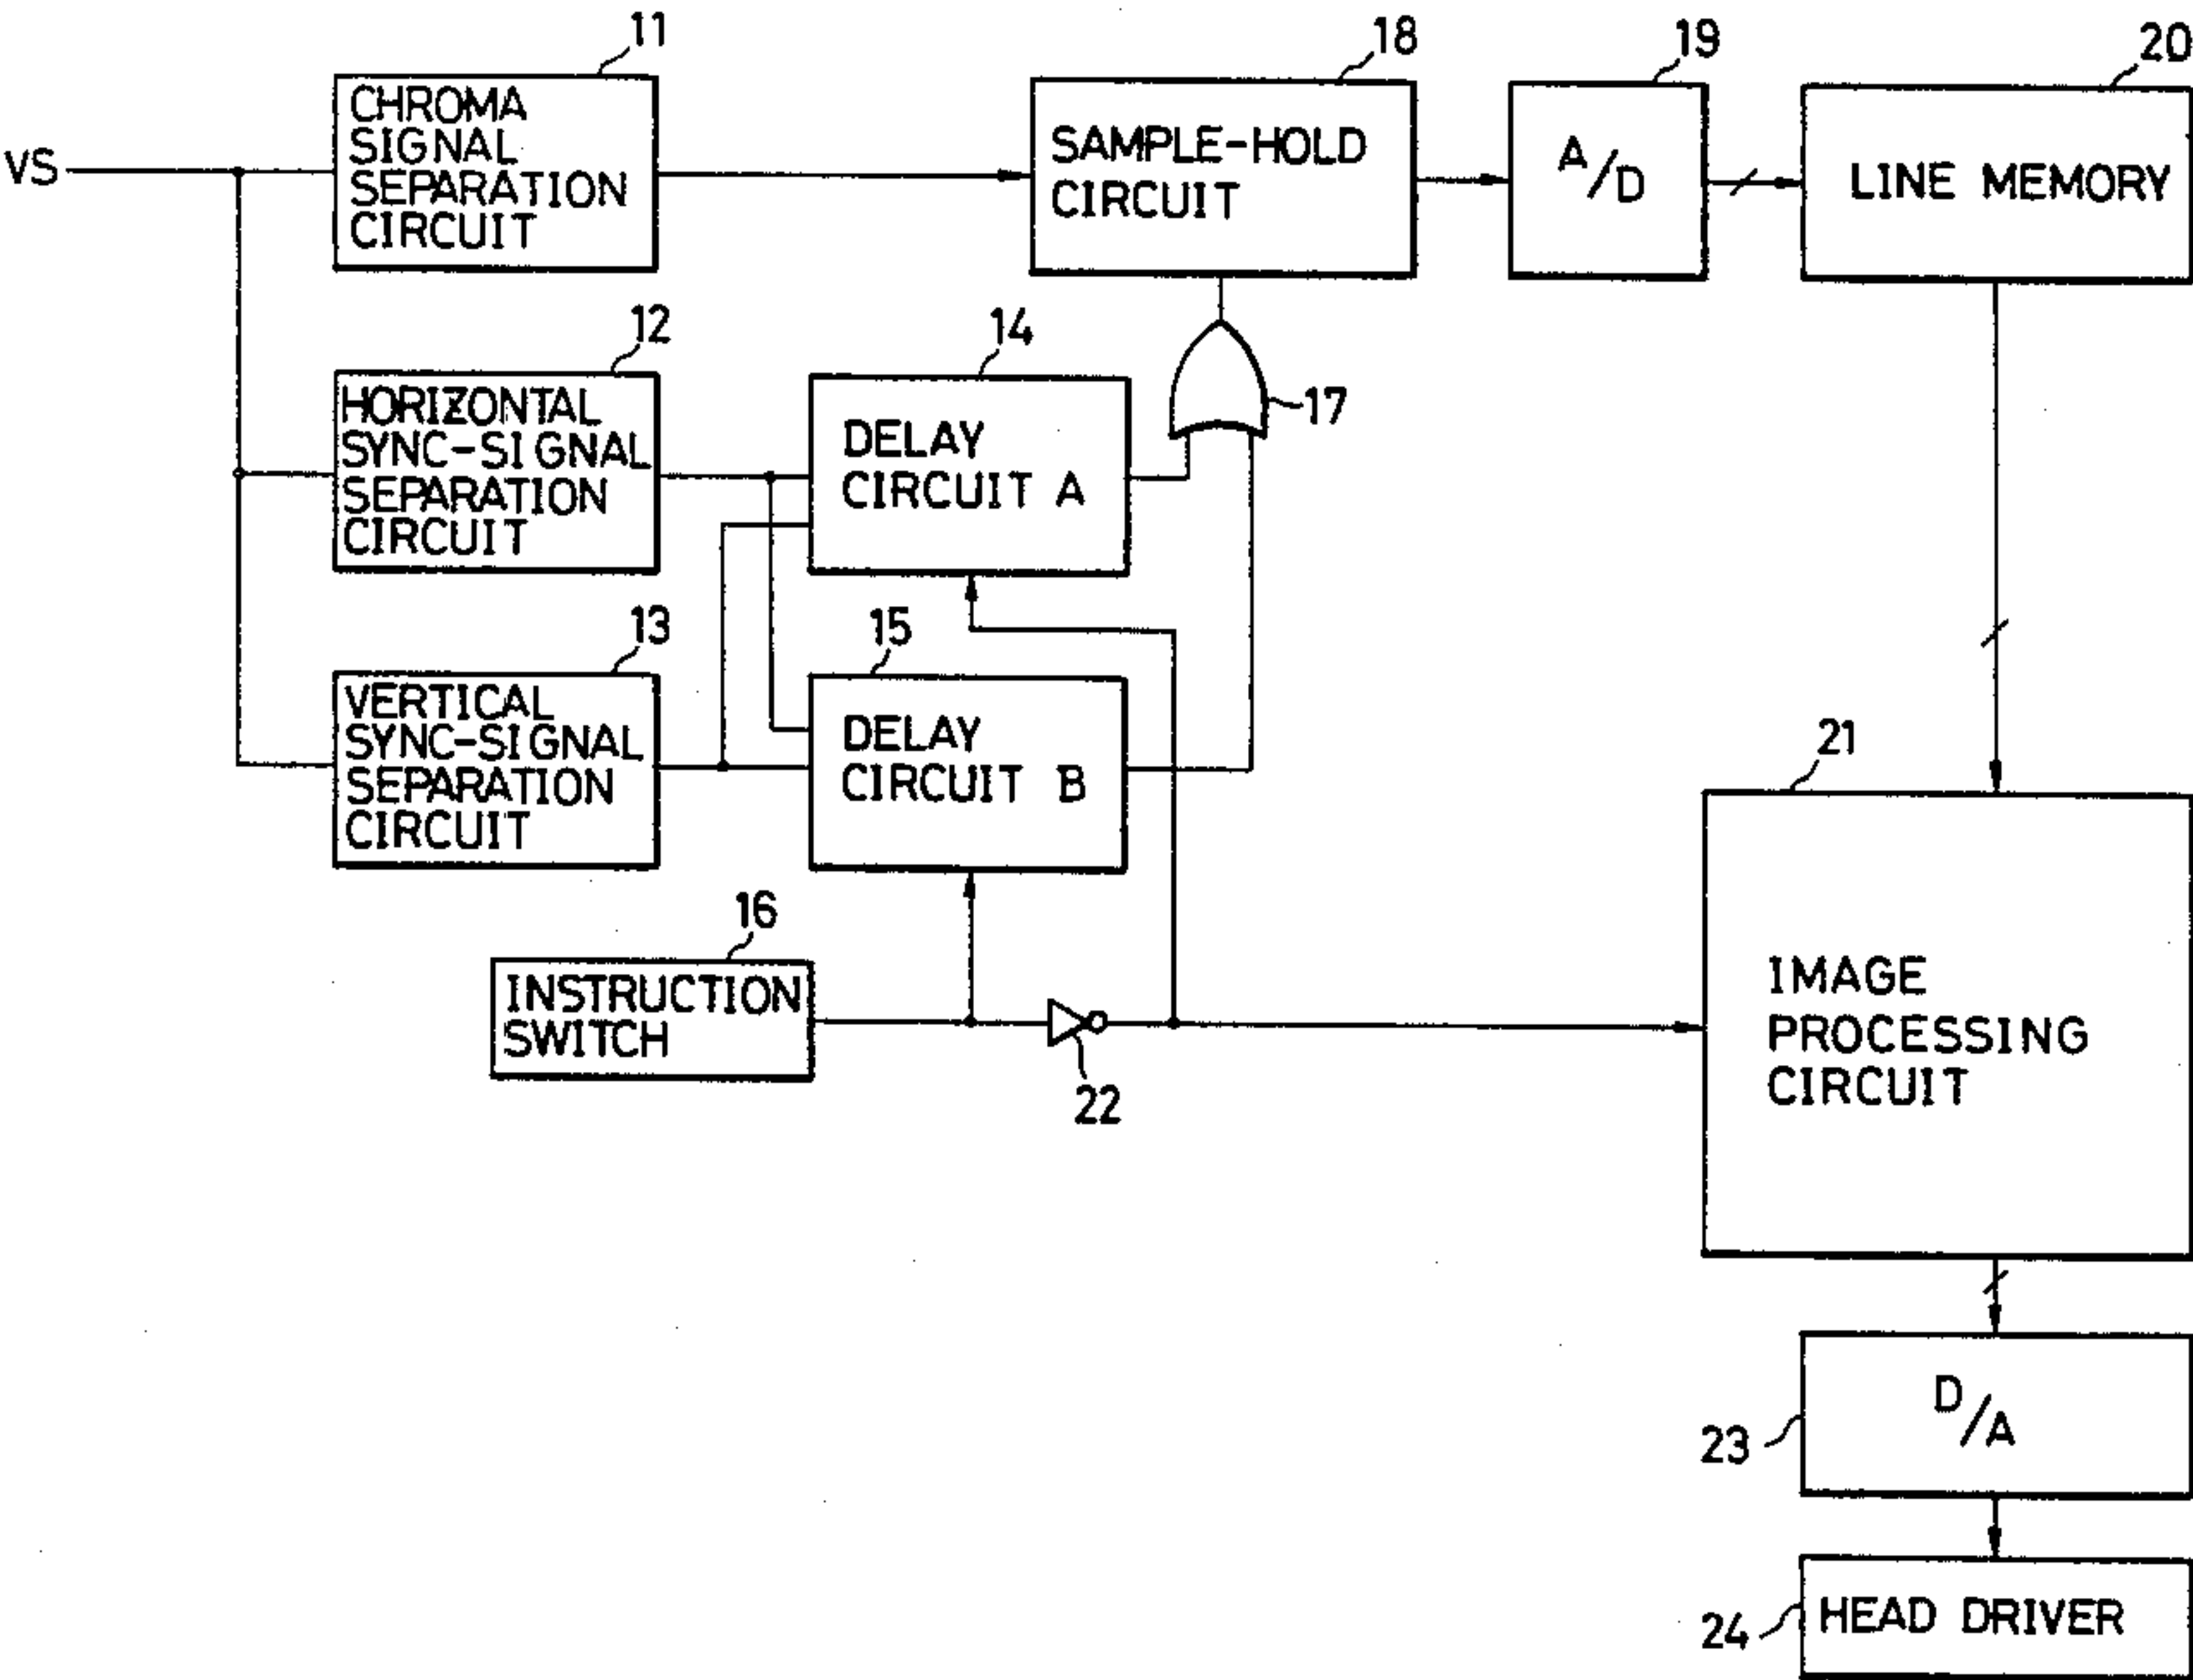 11
18
19
20
CHROMA
SIGNAL
SEPARATION
CIRCUIT
VS
SAMPLE-HOLD
CIRCUIT
A/D
LINE MEMORY
12
14
17
HORIZONTAL
SYNC-SIGNAL
SEPARATION
CIRCUIT
DELAY
CIRCUIT A
13
15
21
VERTICAL
SYNC-SIGNAL
SEPARATION
CIRCUIT
DELAY
CIRCUIT B
16
INSTRUCTION
SWITCH
22
IMAGE
PROCESSING
CIRCUIT
D/A
23
HEAD DRIVER
24